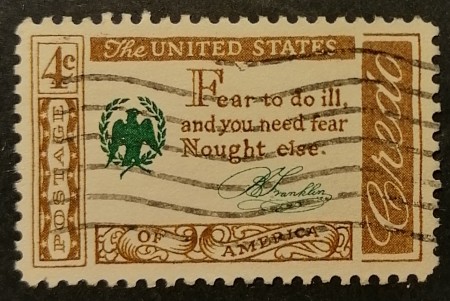 4c
The UNITED STATES
Fear to do ill,
and you need fear
Nought else.
B. Franklin
POSTAGE
OF AMERICA
Credo